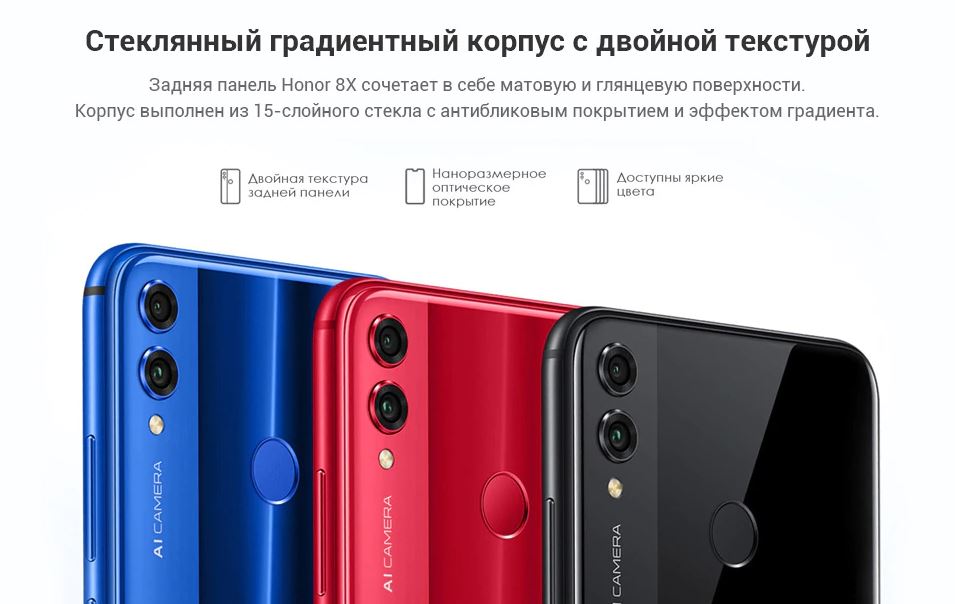 Стеклянный градиентный корпус с двойной текстурой
Задняя панель Honor 8X сочетает в себе матовую и глянцевую поверхности.
Корпус выполнен из 15-слойного стекла с антибликовым покрытием и эффектом градиента.
Двойная текстура
задней панели
Наноразмерное
оптическое
покрытие
Доступны яркие
цвета
AI CAMERA
AI CAMERA
I CAMERA